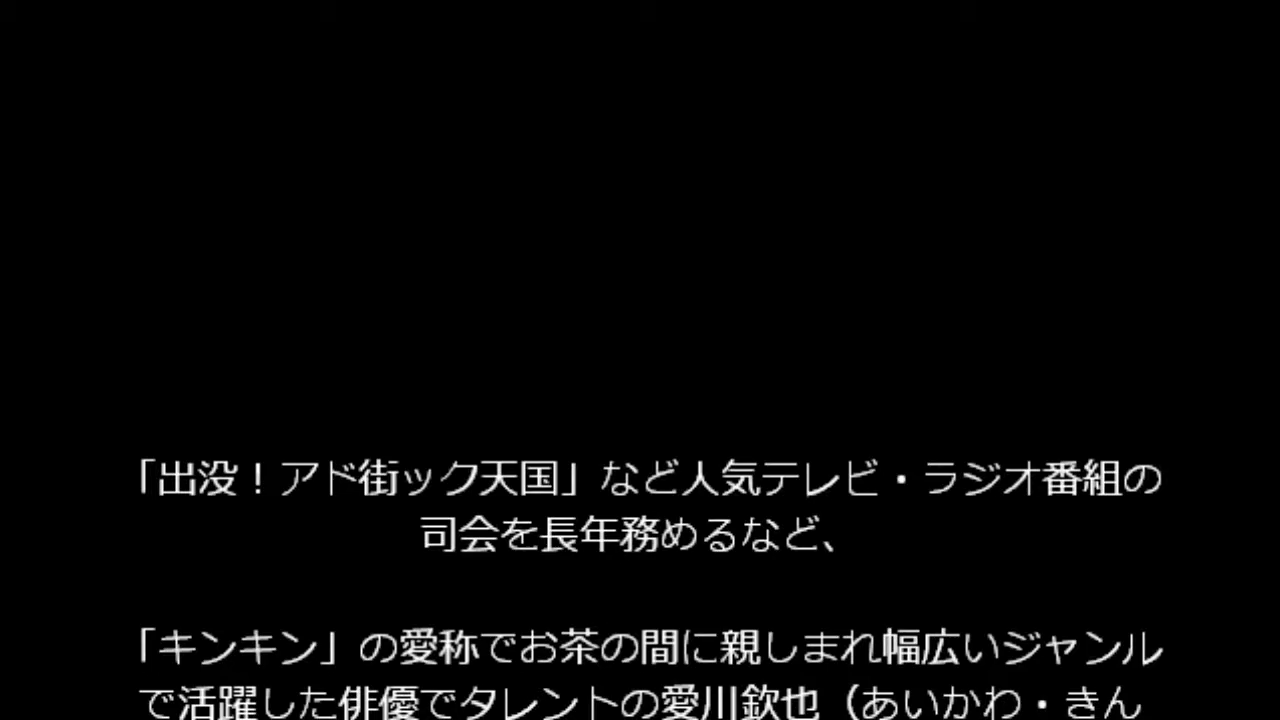 「出没！アド街ック天国」など人気テレビ・ラジオ番組の
司会を長年務めるなど、
「キンキン」の愛称でお茶の間に親しまれ幅広いジャンル
で活躍した俳優でタレントの愛川欽也（あいかわ・きん